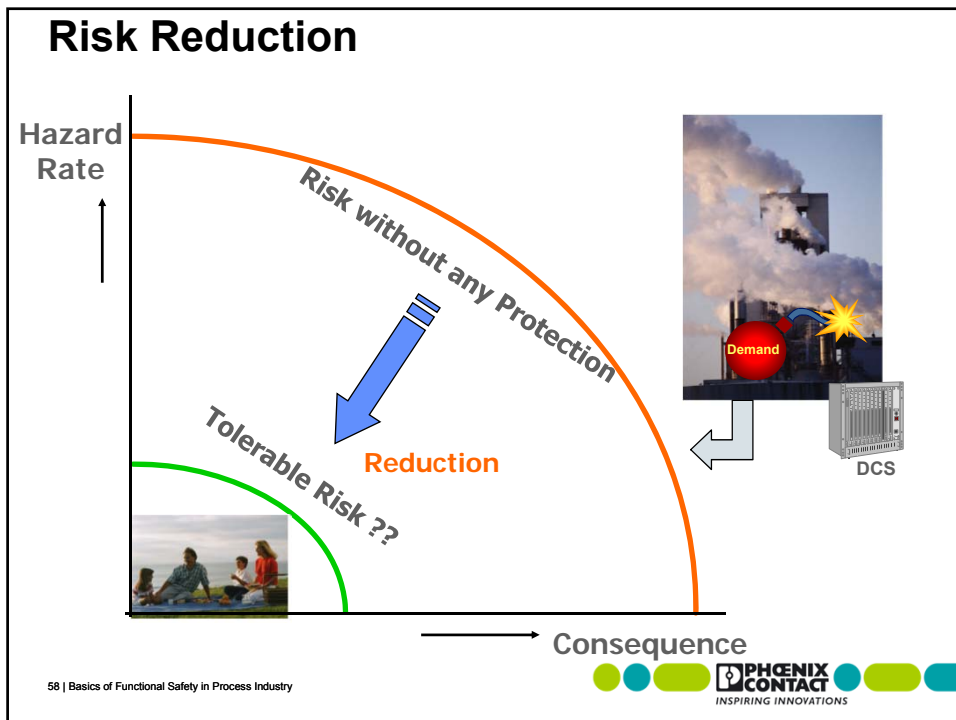 Risk Reduction
Hazard
Rate
Risk without any Protection
Demand
DCS
Reduction
Tolerable Risk ??
Consequence
58 | Basics of Functional Safety in Process Industry
PHŒNIX
CONTACT
INSPIRING INNOVATIONS